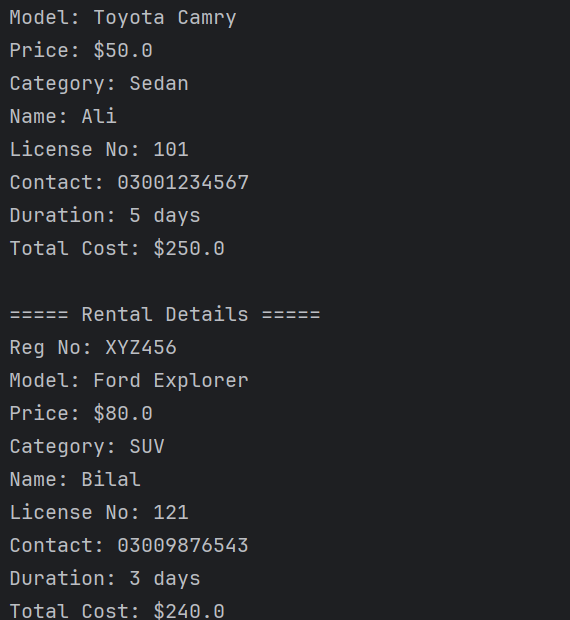 Model: Toyota Camry
Price: $50.0
Category: Sedan
Name: Ali
License No: 101
Contact: 03001234567
Duration: 5 days
Total Cost: $250.0
===== Rental Details =====
Reg No: XYZ456
Model: Ford Explorer
Price: $80.0
Category: SUV
Name: Bilal
License No: 121
Contact: 03009876543
Duration: 3 days
Total Cost: $240.0